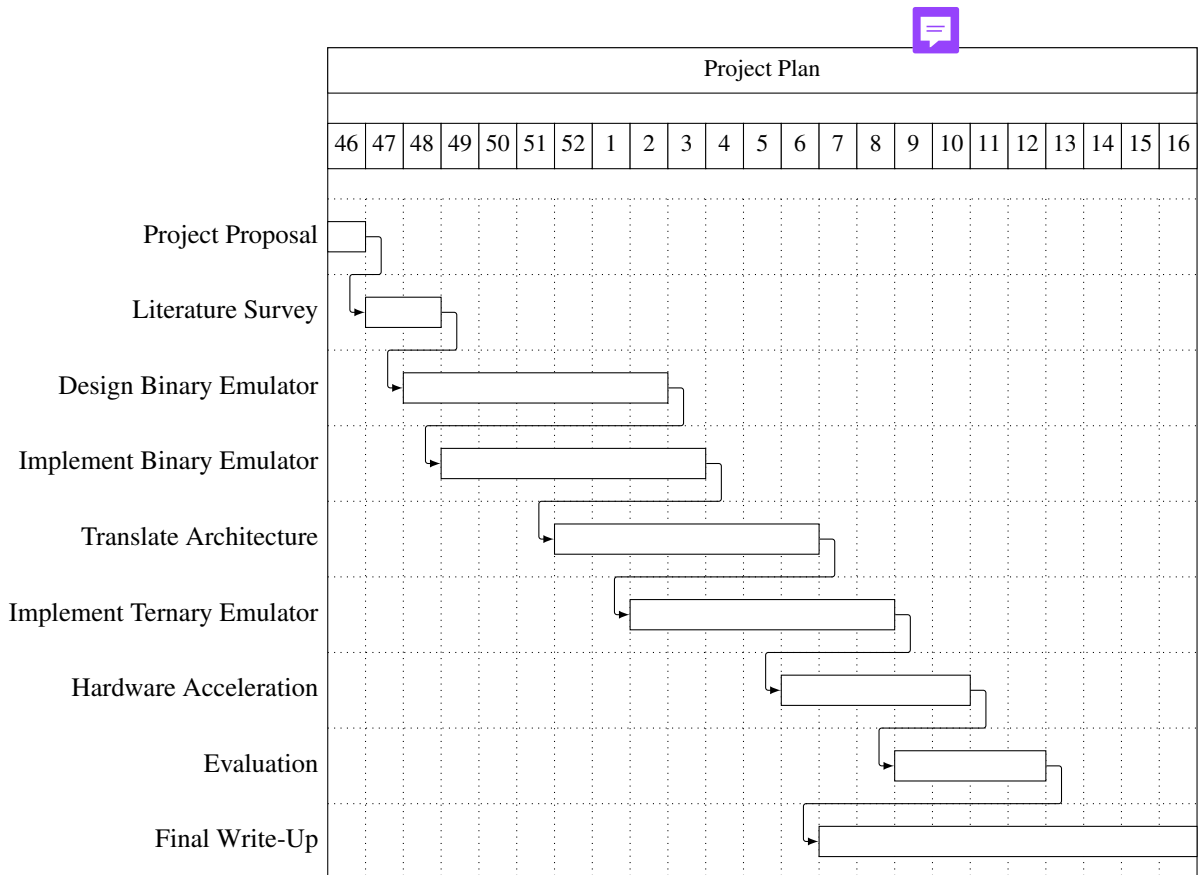 Project Plan
46 47 48 49 50 51 52 1 2 3 4 5 6 7 8 9 10 11 12 13 14 15 16
Project Proposal
Literature Survey
Design Binary Emulator
Implement Binary Emulator
Translate Architecture
Implement Ternary Emulator
Hardware Acceleration
Evaluation
Final Write-Up